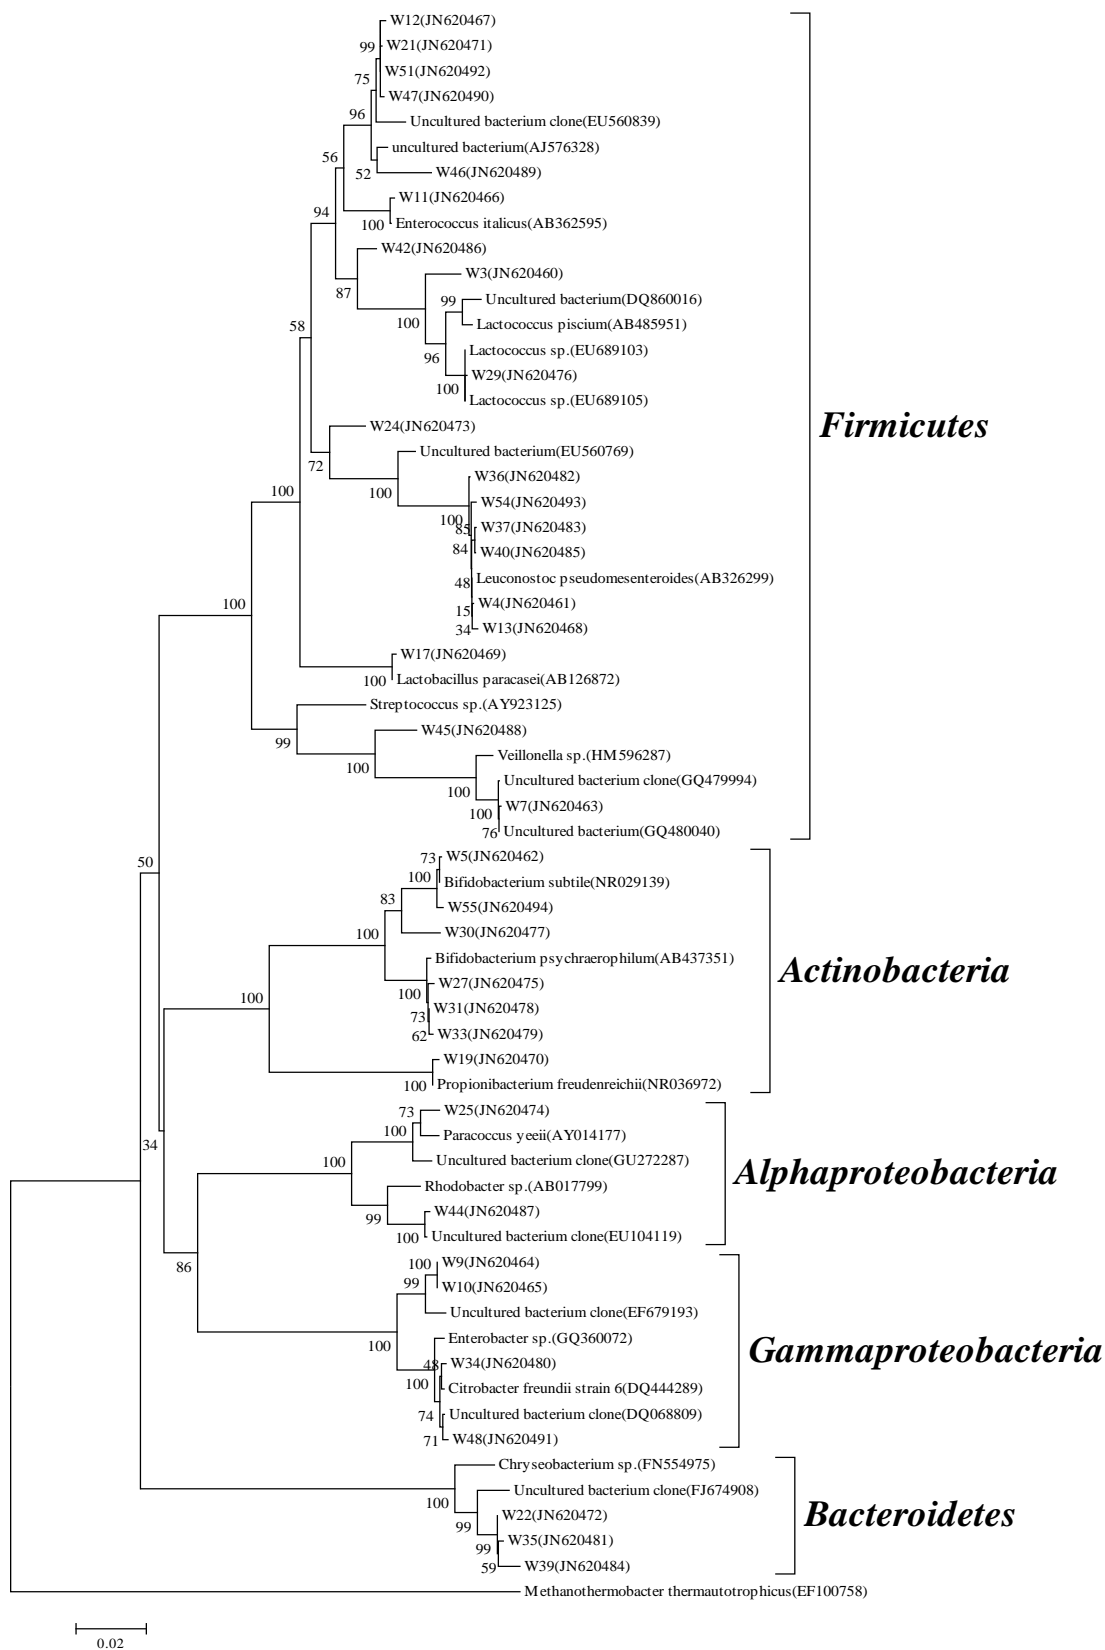 W12(JN620467)
99
W21(JN620471)
W51(JN620492)
75
W47(JN620490)
96
Uncultured bacterium clone(EU560839)
uncultured bacterium(AJ576328)
56
52
W46(JN620489)
W11(JN620466)
94
100
Enterococcus italicus(AB362595)
W42(JN620486)
W3(JN620460)
87
99
Uncultured bacterium(DQ860016)
100
Lactococcus piscium(AB485951)
58
96
Lactococcus sp.(EU689103)
W29(JN620476)
100
Lactococcus sp.(EU689105)
Firmicutes
W24(JN620473)
Uncultured bacterium(EU560769)
72
W36(JN620482)
100
100
W54(JN620493)
100
85
W37(JN620483)
84
W40(JN620485)
48
Leuconostoc pseudomesenteroides(AB326299)
100
15
W4(JN620461)
34
W13(JN620468)
W17(JN620469)
100
Lactobacillus paracasei(AB126872)
Streptococcus sp.(AY923125)
99
W45(JN620488)
Veillonella sp.(HM596287)
100
Uncultured bacterium clone(GQ479994)
100
100
W7(JN620463)
76
Uncultured bacterium(GQ480040)
50
73
W5(JN620462)
100
Bifidobacterium subtile(NR029139)
83
W55(JN620494)
100
W30(JN620477)
Bifidobacterium psychraerophilum(AB437351)
Actinobacteria
100
100
W27(JN620475)
73
W31(JN620478)
62
W33(JN620479)
W19(JN620470)
100
Propionibacterium freudenreichii(NR036972)
73
W25(JN620474)
100
Paracoccus yeeii(AY014177)
34
100
Uncultured bacterium clone(GU272287)
Alphaproteobacteria
Rhodobacter sp.(AB017799)
99
W44(JN620487)
100
Uncultured bacterium clone(EU104119)
86
100
W9(JN620464)
99
W10(JN620465)
Uncultured bacterium clone(EF679193)
100
Enterobacter sp.(GQ360072)
Gammaproteobacteria
48
W34(JN620480)
100
Citrobacter freundii strain 6(DQ444289)
74
Uncultured bacterium clone(DQ068809)
71
W48(JN620491)
Chryseobacterium sp.(FN554975)
100
Uncultured bacterium clone(FJ674908)
99
W22(JN620472)
Bacteroidetes
99
W35(JN620481)
59
W39(JN620484)
Methanothermobacter thermautotrophicus(EF100758)
0.02